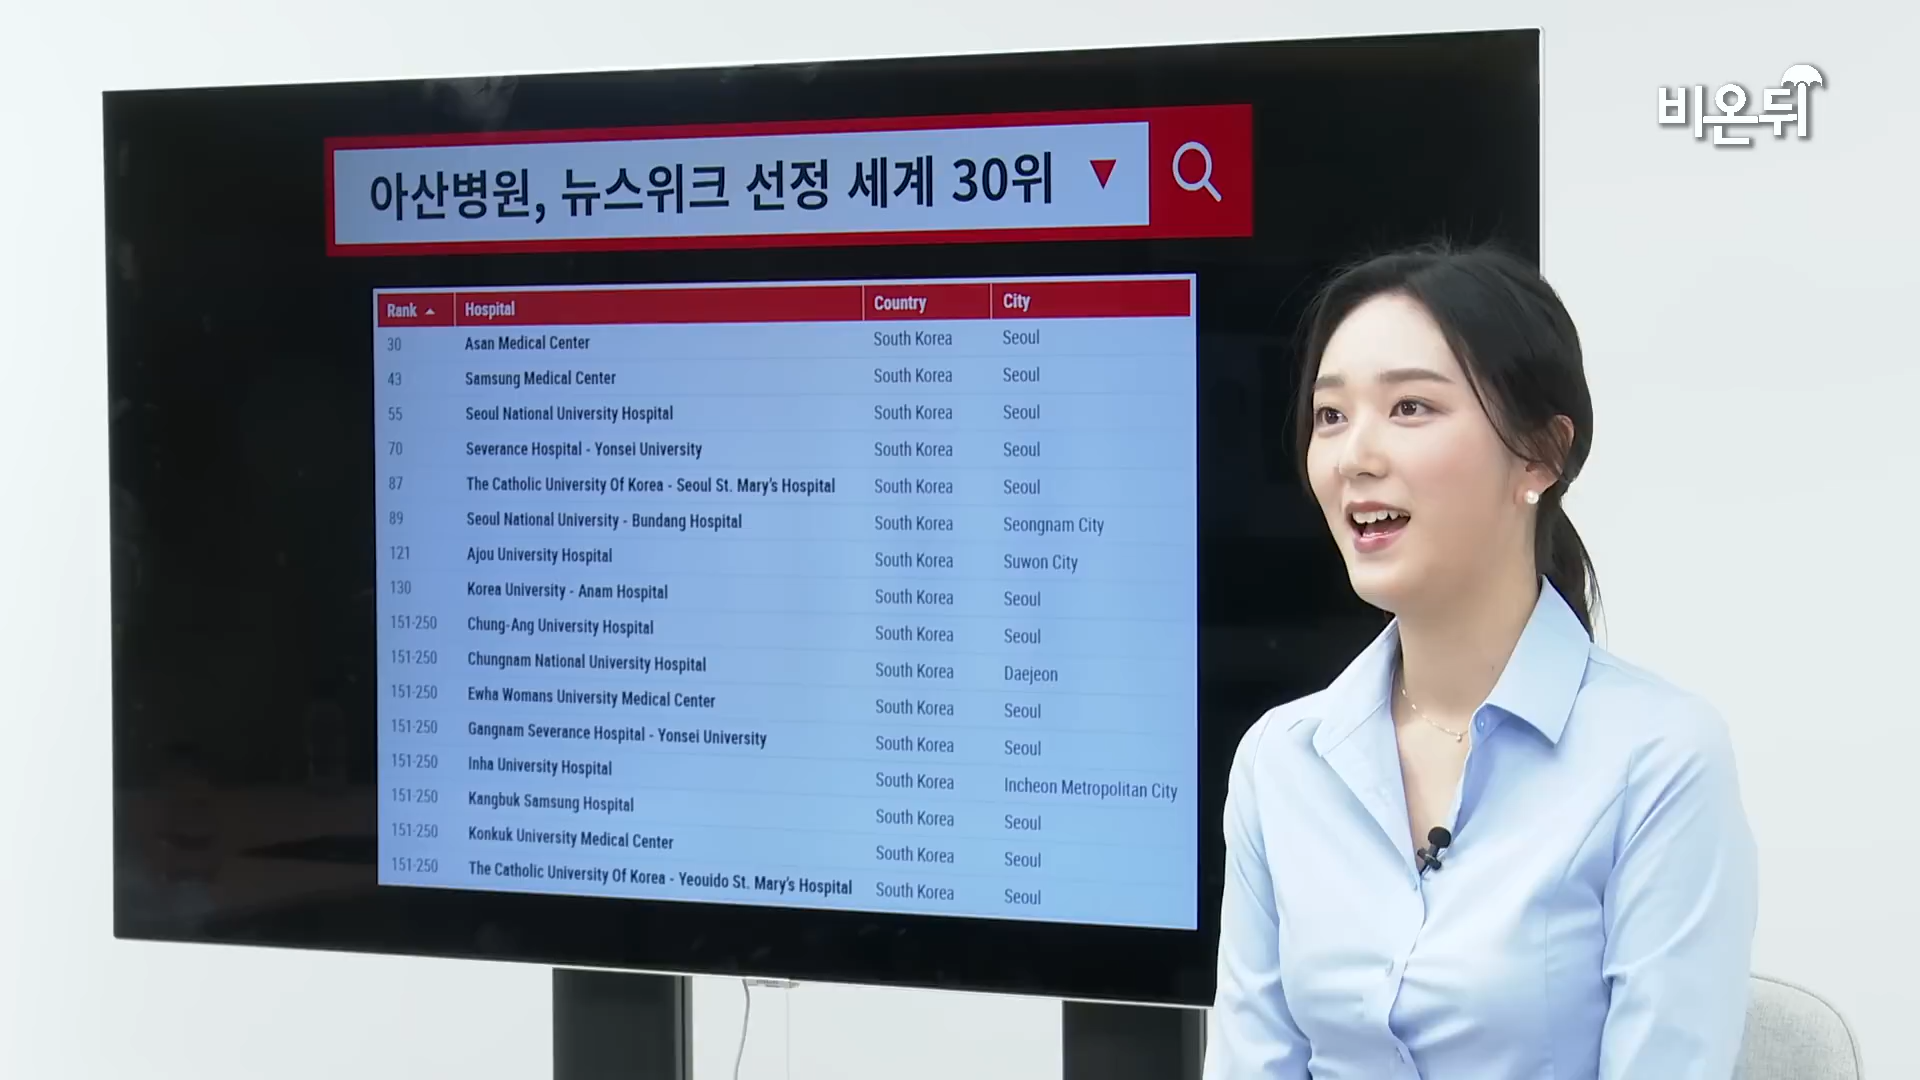 비온뒤
아산병원, 뉴스위크 선정 세계 30위 ▼
Rank ▲ Hospital Country City
30 Asan Medical Center South Korea Seoul
43 Samsung Medical Center South Korea Seoul
55 Seoul National University Hospital South Korea Seoul
70 Severance Hospital - Yonsei University South Korea Seoul
87 The Catholic University Of Korea - Seoul St. Mary's Hospital South Korea Seoul
89 Seoul National University - Bundang Hospital South Korea Seongnam City
121 Ajou University Hospital South Korea Suwon City
130 Korea University - Anam Hospital South Korea Seoul
151-250 Chung-Ang University Hospital South Korea Seoul
151-250 Chungnam National University Hospital South Korea Daejeon
151-250 Ewha Womans University Medical Center South Korea Seoul
151-250 Gangnam Severance Hospital - Yonsei University South Korea Seoul
151-250 Inha University Hospital South Korea Incheon Metropolitan City
151-250 Kangbuk Samsung Hospital South Korea Seoul
151-250 Konkuk University Medical Center South Korea Seoul
151-250 The Catholic University Of Korea - Yeouido St. Mary's Hospital South Korea Seoul